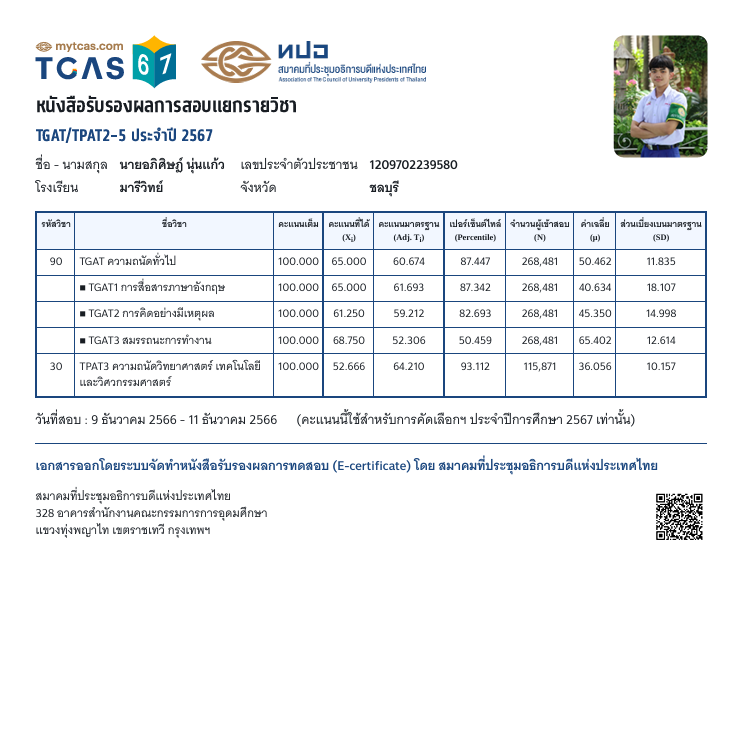 mytcas.com
TCAS 67
ทปอ
สมาคมที่ประชุมอธิการบดีแห่งประเทศไทย
Association of The Council of University Presidents of Thailand
หนังสือรับรองผลการสอบแยกรายวิชา
TGAT/TPAT2-5 ประจำปี 2567
ชื่อ - นามสกุล นายอภิศิษฎ์ นุ่นแก้ว เลขประจำตัวประชาชน 1209702239580
โรงเรียน มารีวิทย์ จังหวัด ชลบุรี
รหัสวิชา ชื่อวิชา คะแนนเต็ม คะแนนที่ได้ คะแนนมาตรฐาน เปอร์เซ็นต์ไทล์ จำนวนผู้เข้าสอบ ค่าเฉลี่ย ส่วนเบี่ยงเบนมาตรฐาน
(Xi) (Adj. Ti) (Percentile) (N) (μ) (SD)
90 TGAT ความถนัดทั่วไป 100.000 65.000 60.674 87.447 268,481 50.462 11.835
■ TGAT1 การสื่อสารภาษาอังกฤษ 100.000 65.000 61.693 87.342 268,481 40.634 18.107
■ TGAT2 การคิดอย่างมีเหตุผล 100.000 61.250 59.212 82.693 268,481 45.350 14.998
■ TGAT3 สมรรถนะการทำงาน 100.000 68.750 52.306 50.459 268,481 65.402 12.614
30 TPAT3 ความถนัดวิทยาศาสตร์ เทคโนโลยี 100.000 52.666 64.210 93.112 115,871 36.056 10.157
และวิศวกรรมศาสตร์
วันที่สอบ : 9 ธันวาคม 2566 - 11 ธันวาคม 2566 (คะแนนนี้ใช้สำหรับการคัดเลือกฯ ประจำปีการศึกษา 2567 เท่านั้น)
เอกสารออกโดยระบบจัดทำหนังสือรับรองผลการทดสอบ (E-certificate) โดย สมาคมที่ประชุมอธิการบดีแห่งประเทศไทย
สมาคมที่ประชุมอธิการบดีแห่งประเทศไทย
328 อาคารสำนักงานคณะกรรมการการอุดมศึกษา
แขวงทุ่งพญาไท เขตราชเทวี กรุงเทพฯ